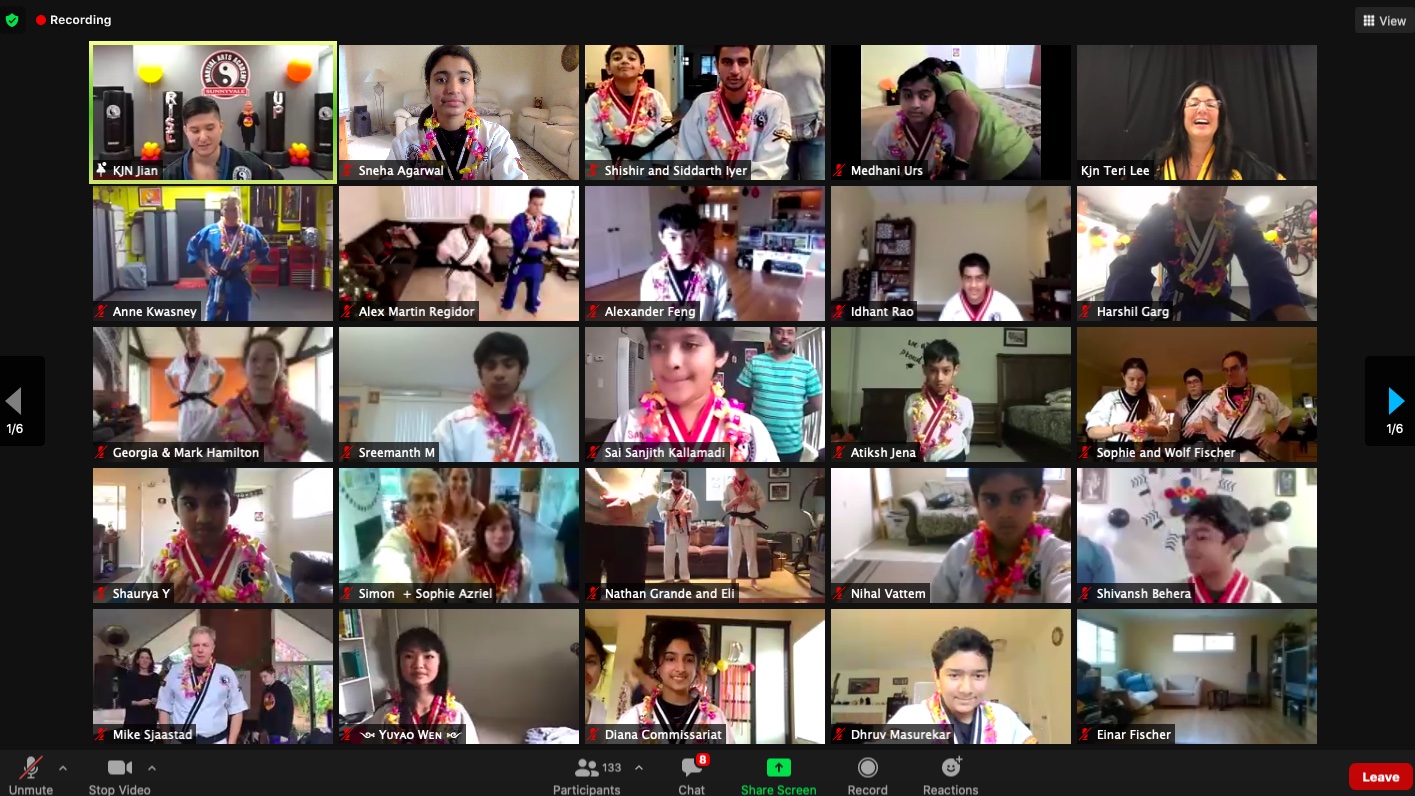 Recording
View
MARTIAL ARTS ACADEMY
SUNNYVALE
RISE
UP
KJN Jian
Sneha Agarwal
Shishir and Siddarth Iyer
Medhani Urs
Kjn Teri Lee
Anne Kwasney
Alex Martin Regidor
Alexander Feng
Idhant Rao
Harshil Garg
1/6
1/6
Georgia & Mark Hamilton
Sreemanth M
Sai Sanjith Kallamadi
Atiksh Jena
Sophie and Wolf Fischer
Shaurya Y
Simon + Sophie Azriel
Nathan Grande and Eli
Nihal Vattem
Shivansh Behera
Mike Sjaastad
Yuyao Wen
Diana Commissariat
Dhruv Masurekar
Einar Fischer
Unmute
Stop Video
133
Participants
8
Chat
Share Screen
Record
Reactions
Leave